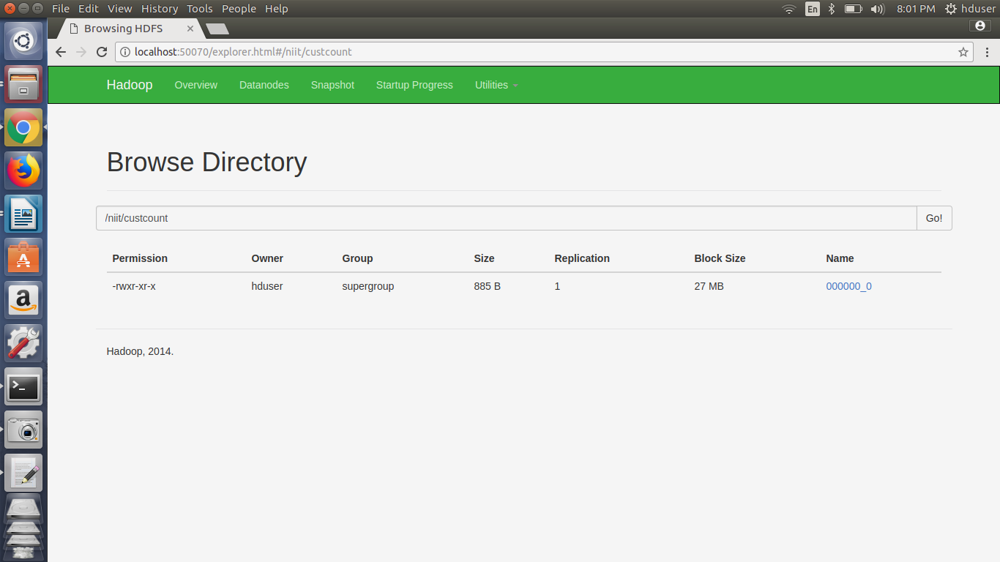 File Edit View History Tools People Help
En
8:01 PM
hduser
Browsing HDFS
localhost:50070/explorer.html#/niit/custcount
Hadoop Overview Datanodes Snapshot Startup Progress Utilities
Browse Directory
/niit/custcount Go!
Permission Owner Group Size Replication Block Size Name
-rwxr-xr-x hduser supergroup 885 B 1 27 MB 000000_0
Hadoop, 2014.